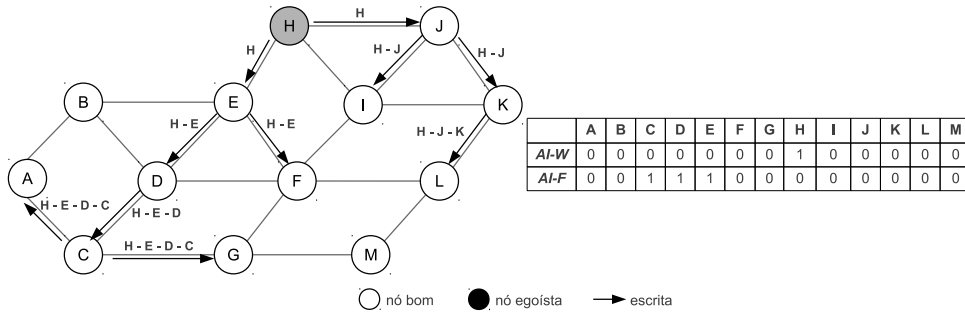 H
H J
H H - J H - J
B E I K
H - E H - E H - J - K
A D F L
H - E - D - C H - E - D
H - E - D - C
C G M
A B C D E F G H I J K L M
AI-W 0 0 0 0 0 0 0 1 0 0 0 0 0
AI-F 0 0 1 1 1 0 0 0 0 0 0 0 0
nó bom nó egoísta escrita